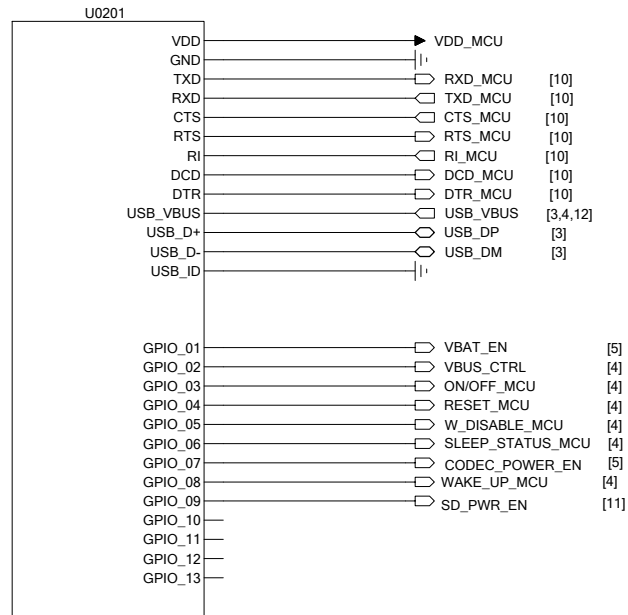 U0201
VDD VDD_MCU
GND
TXD RXD_MCU [10]
RXD TXD_MCU [10]
CTS CTS_MCU [10]
RTS RTS_MCU [10]
RI RI_MCU [10]
DCD DCD_MCU [10]
DTR DTR_MCU [10]
USB_VBUS USB_VBUS [3,4,12]
USB_D+ USB_DP [3]
USB_D- USB_DM [3]
USB_ID
GPIO_01 VBAT_EN [5]
GPIO_02 VBUS_CTRL [4]
GPIO_03 ON/OFF_MCU [4]
GPIO_04 RESET_MCU [4]
GPIO_05 W_DISABLE_MCU [4]
GPIO_06 SLEEP_STATUS_MCU [4]
GPIO_07 CODEC_POWER_EN [5]
GPIO_08 WAKE_UP_MCU [4]
GPIO_09 SD_PWR_EN [11]
GPIO_10
GPIO_11
GPIO_12
GPIO_13